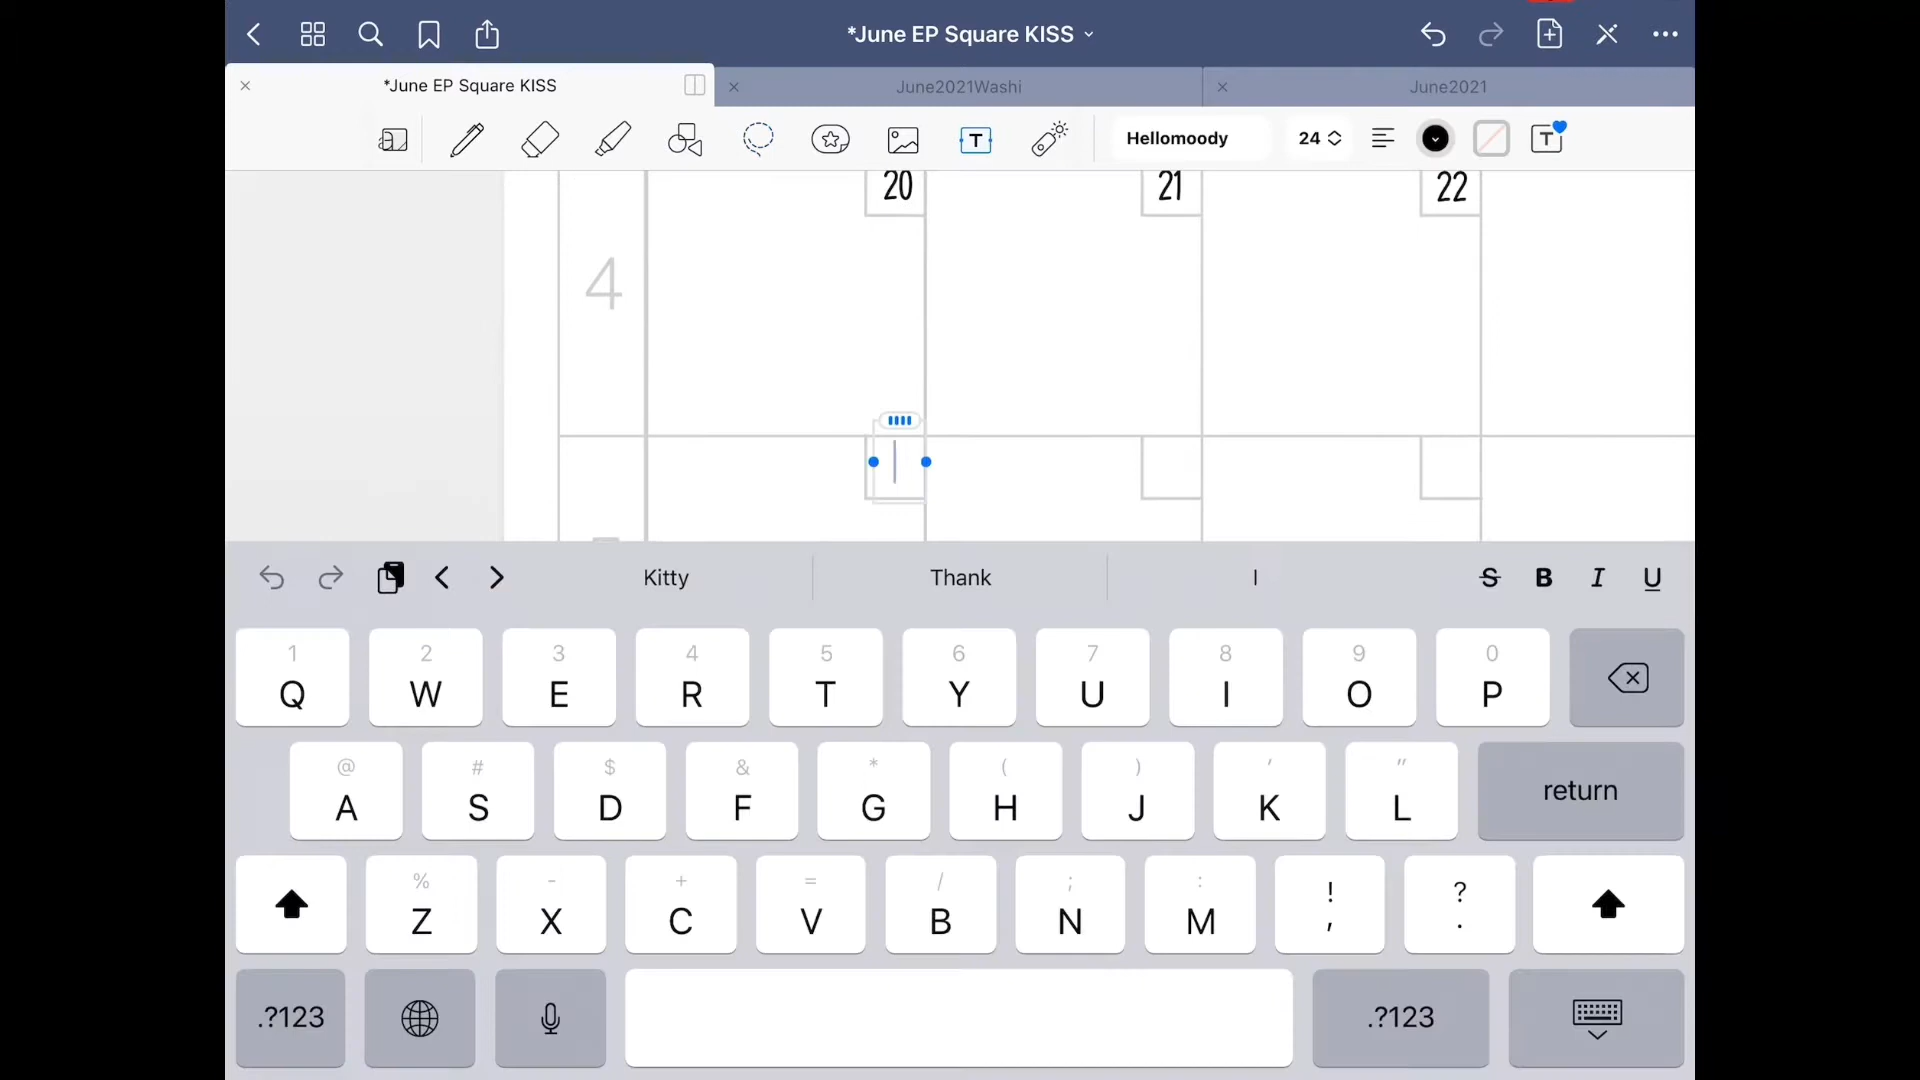 *June EP Square KISS
*June EP Square KISS
June2021Washi
June2021
Hellomoody
24
20
21
22
4
Kitty
Thank
I
S B I U
1 2 3 4 5 6 7 8 9 0
Q W E R T Y U I O P
@ # $ & * ( ) ' "
A S D F G H J K L
return
% - + = / ; : ! ?
Z X C V B N M , .
.?123
.?123